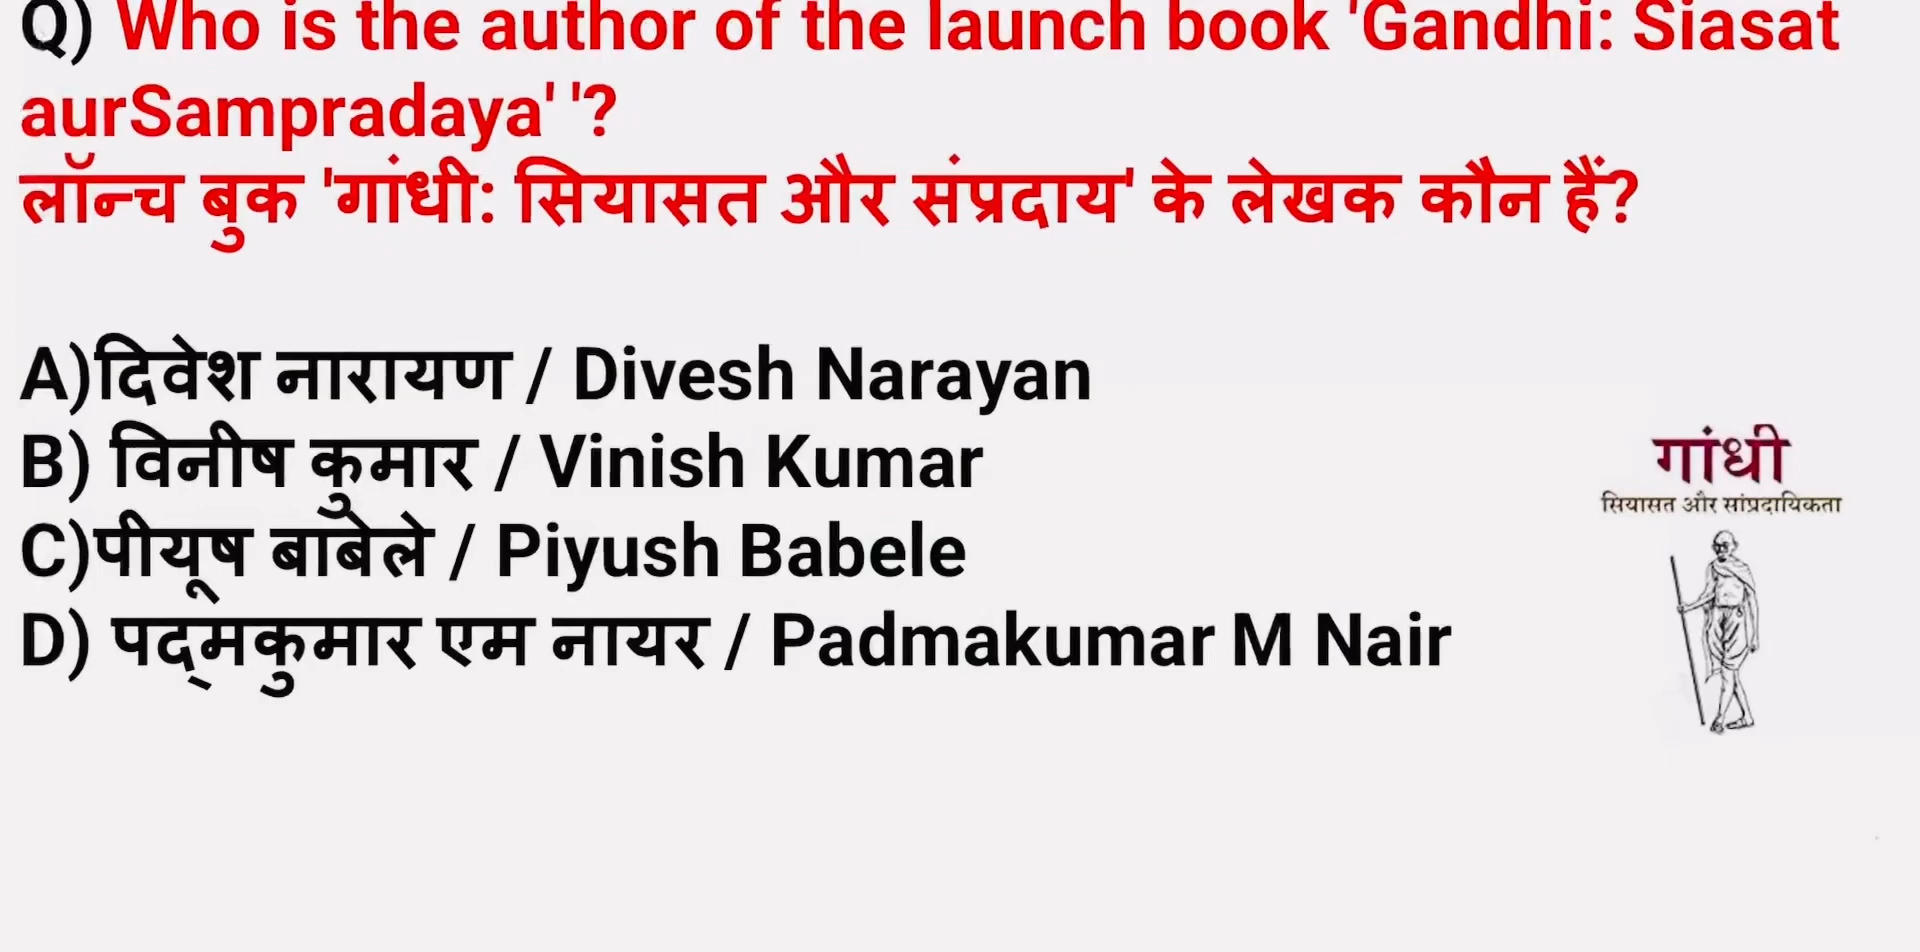 Q) Who is the author of the launch book 'Gandhi: Siasat
aurSampradaya' '?
लॉन्च बुक 'गांधी: सियासत और संप्रदाय' के लेखक कौन हैं?
A)दिवेश नारायण / Divesh Narayan
B) विनीष कुमार / Vinish Kumar
C)पीयूष बाबेले / Piyush Babele
D) पद्मकुमार एम नायर / Padmakumar M Nair
गांधी
सियासत और सांप्रदायिकता